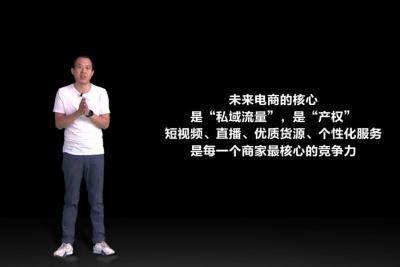 未来电商的核心
是“私域流量”，是“产权”
短视频、直播、优质货源、个性化服务
是每一个商家最核心的竞争力